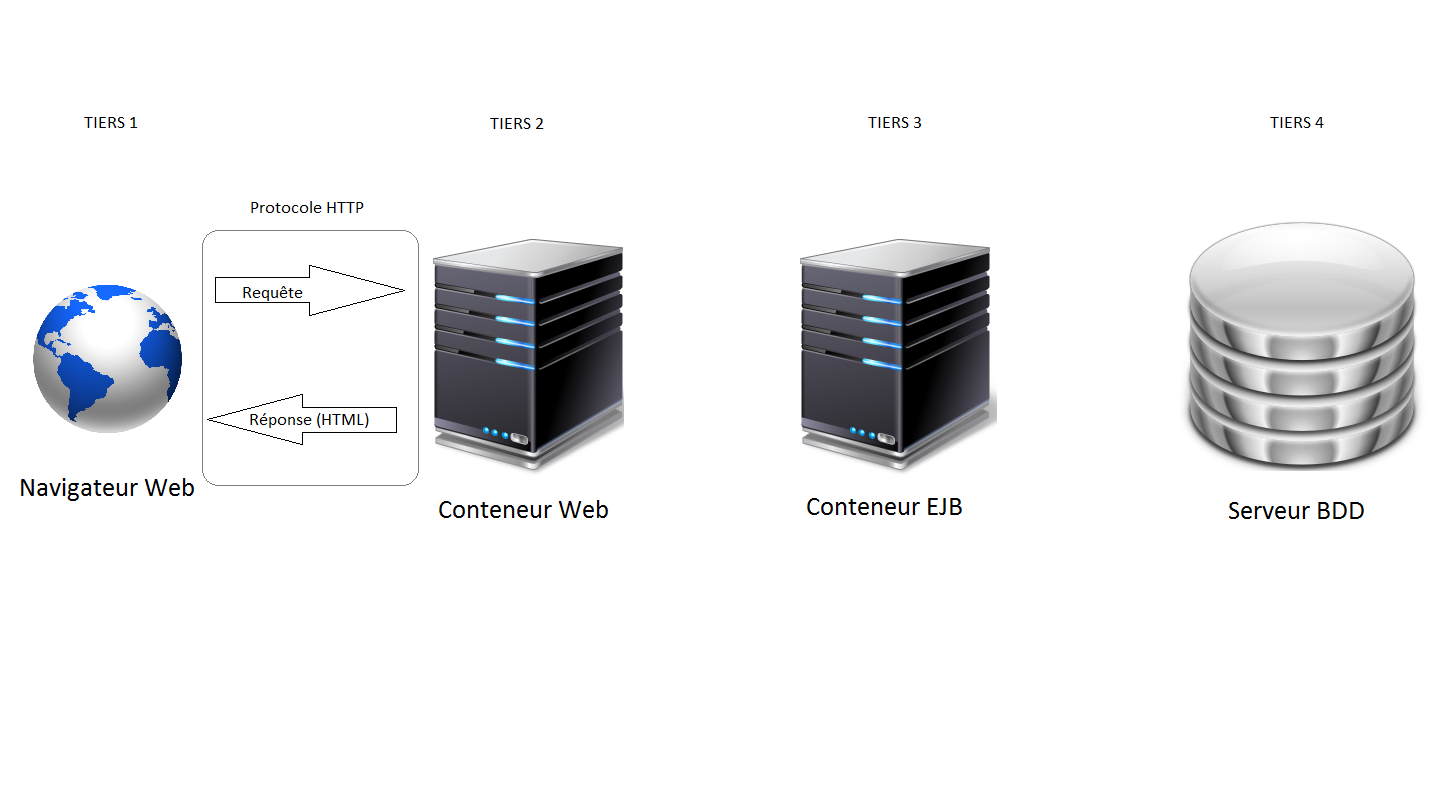 TIERS 1
TIERS 2
TIERS 3
TIERS 4
Protocole HTTP
Requête
Réponse (HTML)
Navigateur Web
Conteneur Web
Conteneur EJB
Serveur BDD